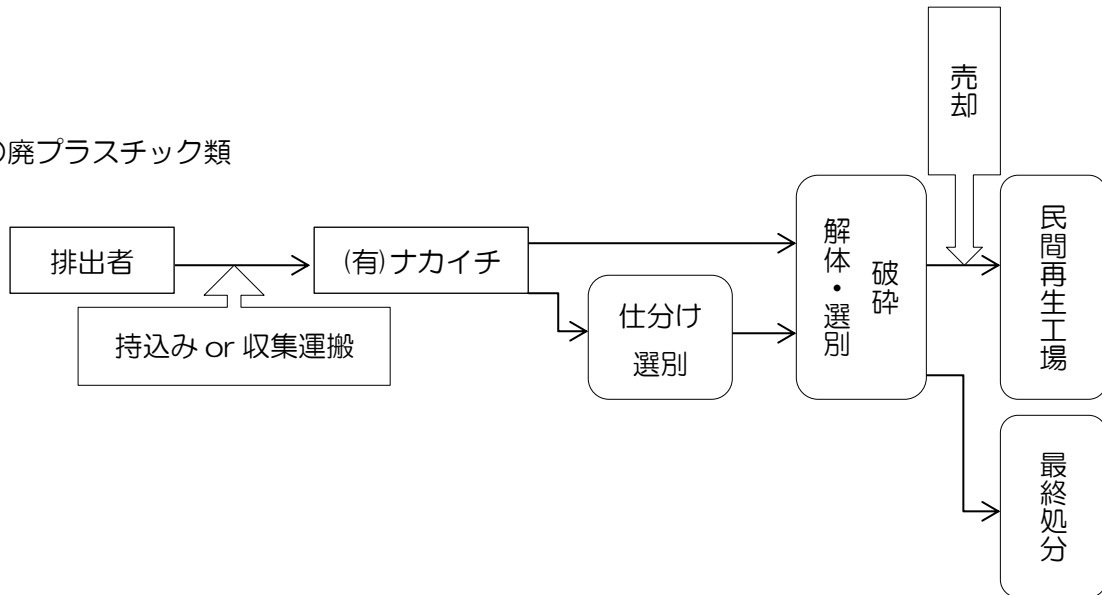 廃プラスチック類
売却
排出者
(有)ナカイチ
持込み or 収集運搬
仕分け
選別
破砕
解体・選別
民間再生工場
最終処分